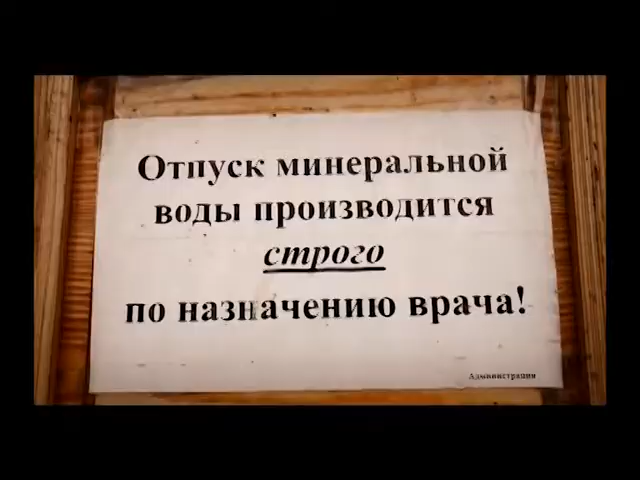 Отпуск минеральной
воды производится
строго
по назначению врача!
Администрация